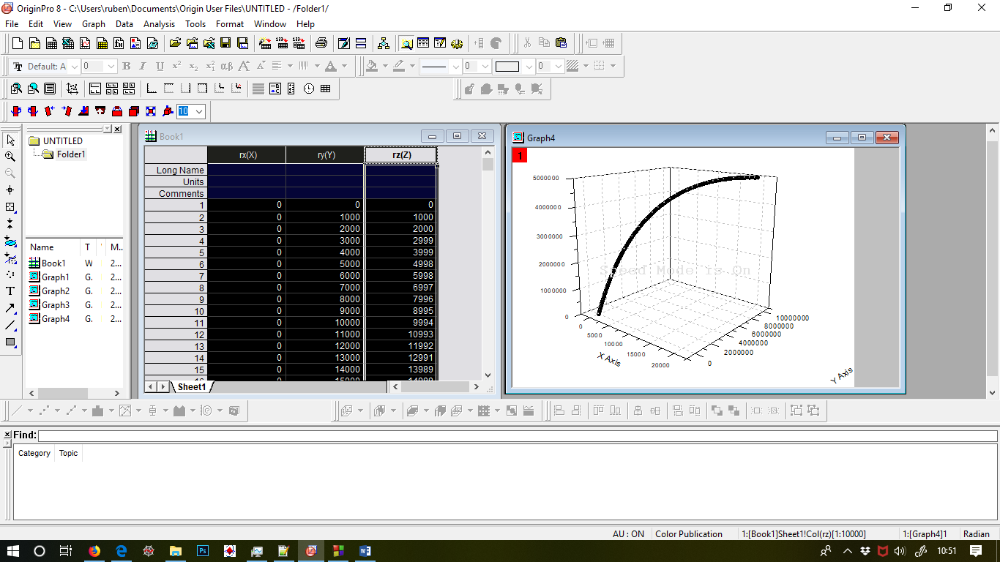 OriginPro 8 - C:\Users\ruben\Documents\Origin User Files\UNTITLED - /Folder1/
File Edit View Graph Data Analysis Tools Format Window Help
Default: A 0 B I U x² x₂ x₁² αβ A A A 0 0
10
UNTITLED
Folder1
Name T M..
Book1 W 2...
Graph1 G. 2...
Graph2 G. 2...
Graph3 G. 2...
Graph4 G. 2...
Book1
rx(X) ry(Y) rz(Z)
Long Name
Units
Comments
1 0 0 0
2 0 1000 1000
3 0 2000 2000
4 0 3000 2999
5 0 4000 3999
6 0 5000 4998
7 0 6000 5998
8 0 7000 6997
9 0 8000 7996
10 0 9000 8995
11 0 10000 9994
12 0 11000 10993
13 0 12000 11992
14 0 13000 12991
15 0 14000 13989
Sheet1
Graph4
1
5000000
4000000
3000000
2000000
1000000
0
Speed Mode is On
0
5000
10000
15000
20000
X Axis
10000000
8000000
6000000
4000000
2000000
0
Y Axis
Find:
Category Topic
AU : ON Color Publication 1:[Book1]Sheet1!Col(rz)[1:10000] 1:[Graph4]1 Radian
10:51